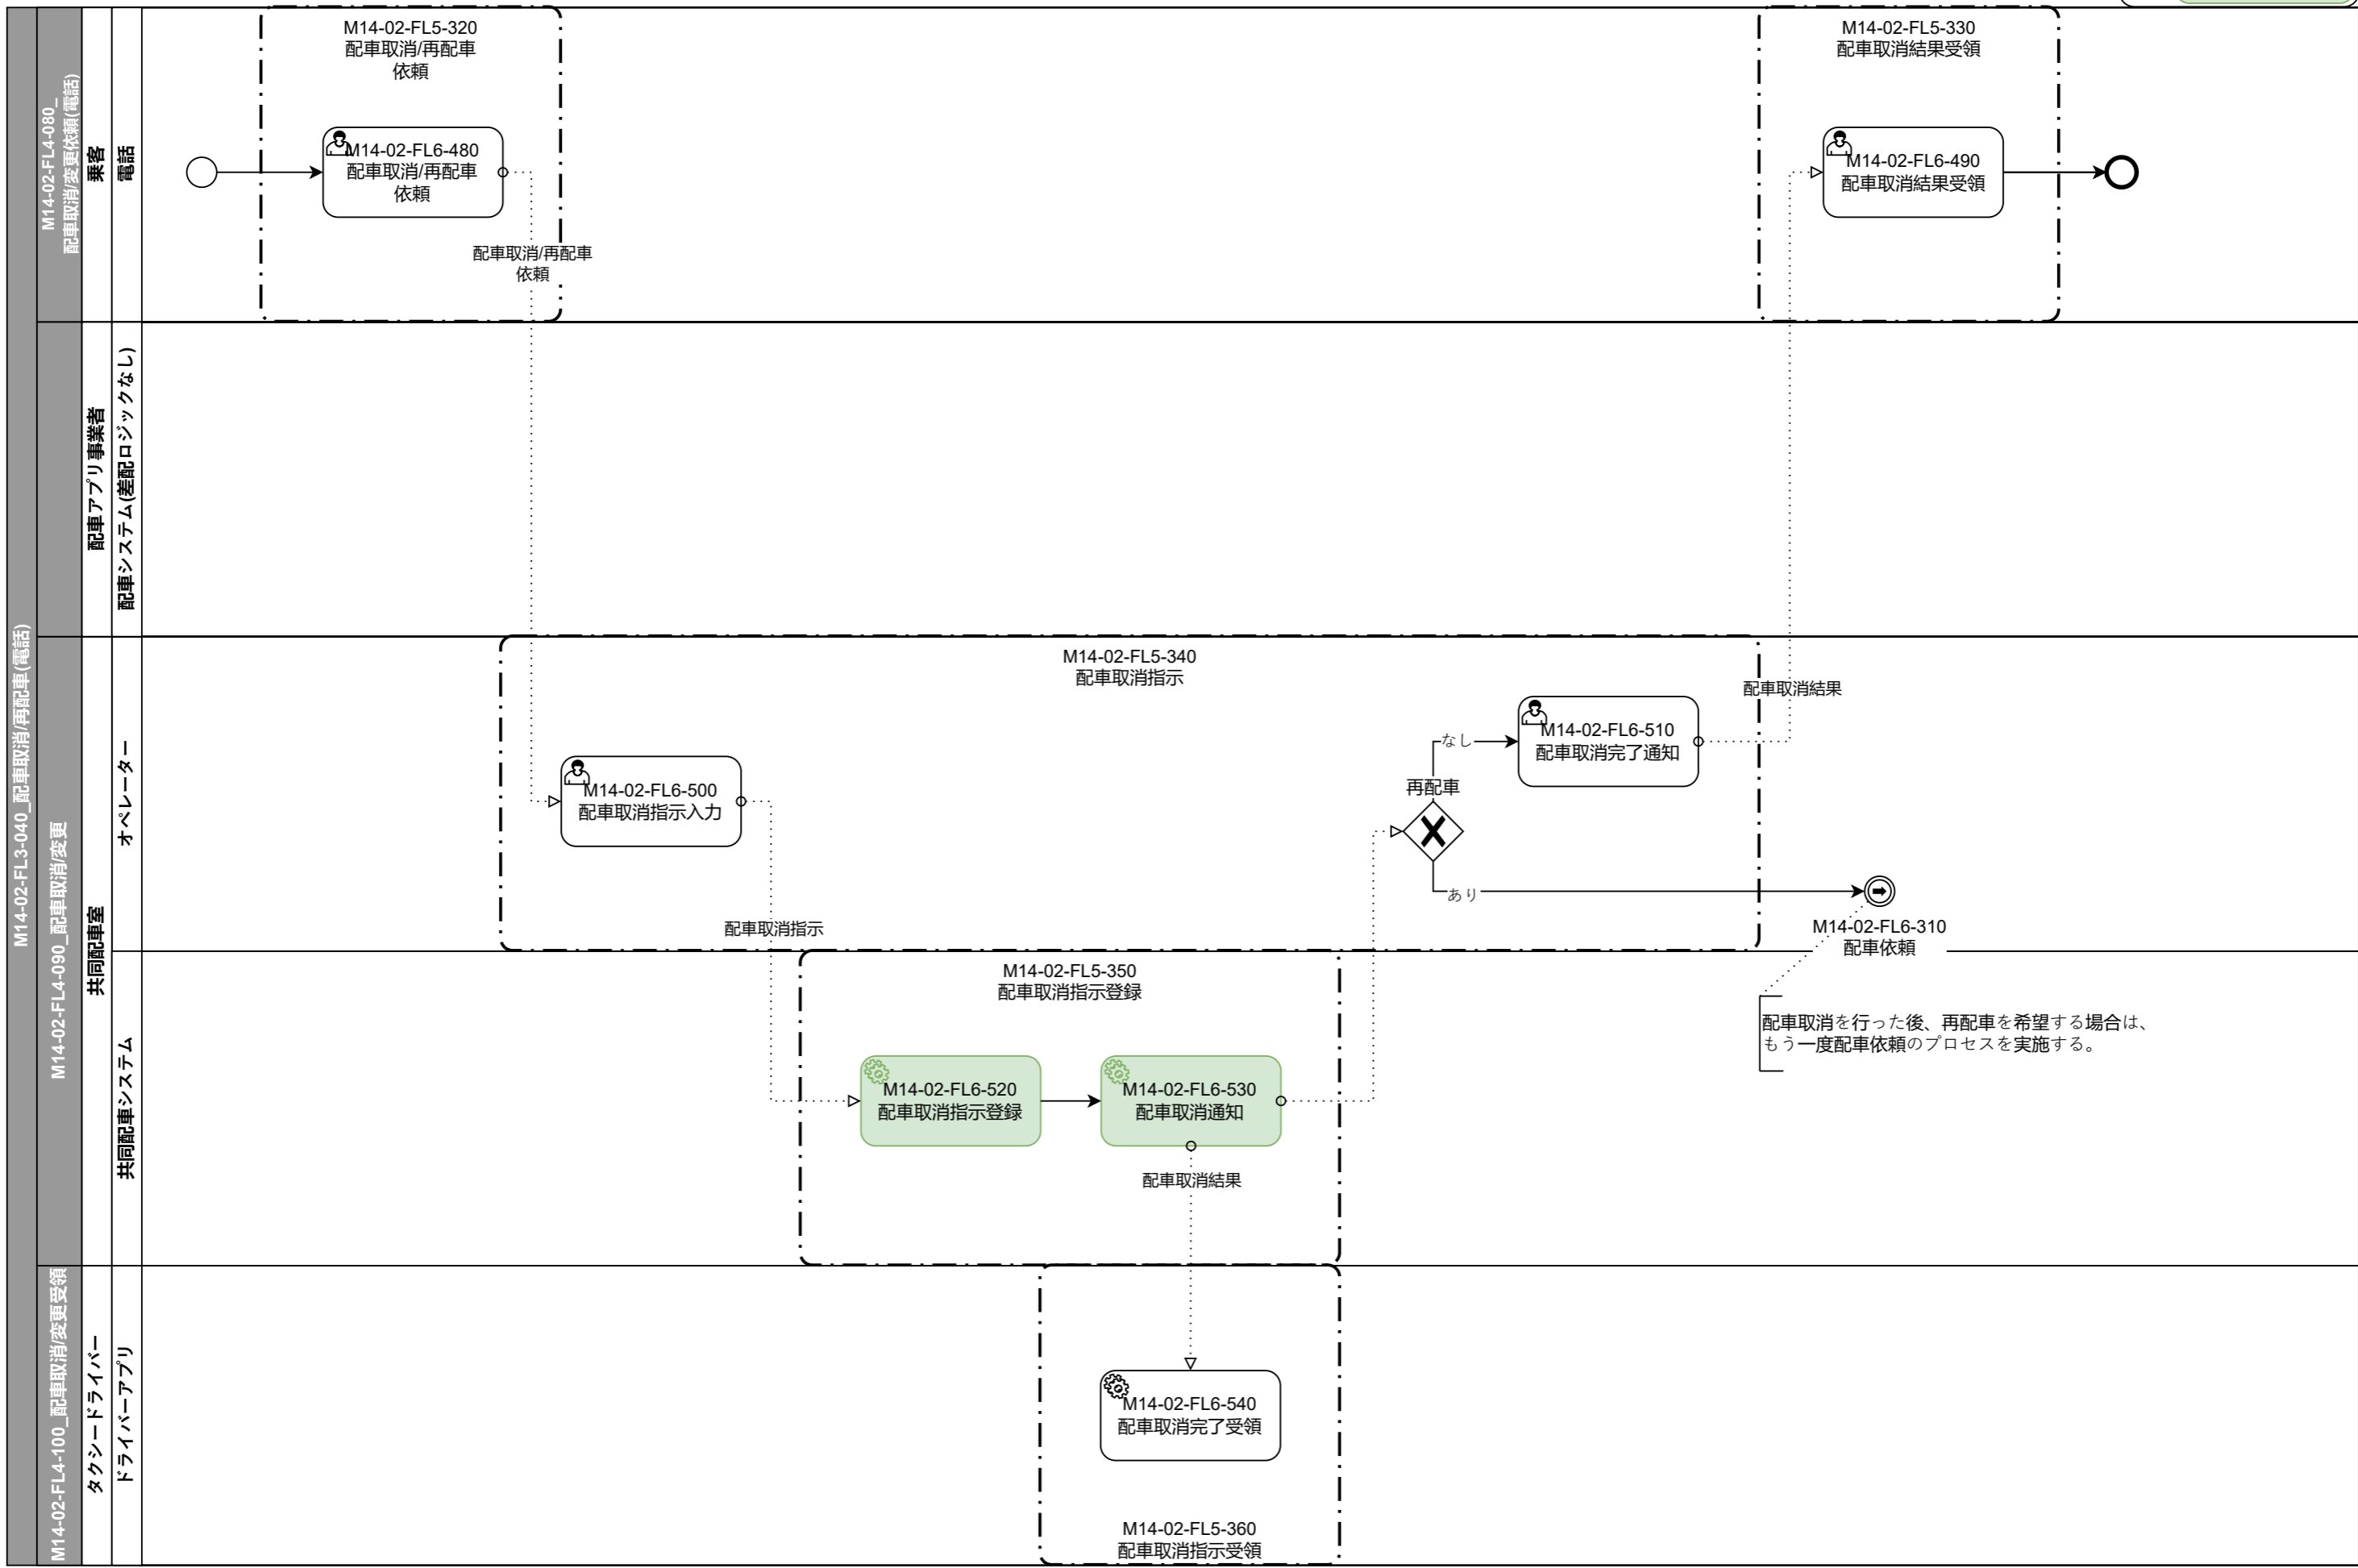 M14-02-FL3-040_配車取消/再配車(電話)
M14-02-FL4-080_
配車取消/変更依頼(電話)
乗客
電話
M14-02-FL5-320
配車取消/再配車
依頼
M14-02-FL6-480
配車取消/再配車
依頼
配車取消/再配車
依頼
M14-02-FL5-330
配車取消結果受領
M14-02-FL6-490
配車取消結果受領
配車アプリ事業者
配車システム(差配ロジックなし)
M14-02-FL4-090_配車取消/変更
共同配車室
オペレーター
M14-02-FL5-340
配車取消指示
M14-02-FL6-500
配車取消指示入力
配車取消指示
再配車
なし
あり
M14-02-FL6-510
配車取消完了通知
配車取消結果
M14-02-FL6-310
配車依頼
配車取消を行った後、再配車を希望する場合は、
もう一度配車依頼のプロセスを実施する。
共同配車システム
M14-02-FL5-350
配車取消指示登録
M14-02-FL6-520
配車取消指示登録
M14-02-FL6-530
配車取消通知
配車取消結果
M14-02-FL4-100_配車取消/変更受領
タクシードライバー
ドライバーアプリ
M14-02-FL6-540
配車取消完了受領
M14-02-FL5-360
配車取消指示受領